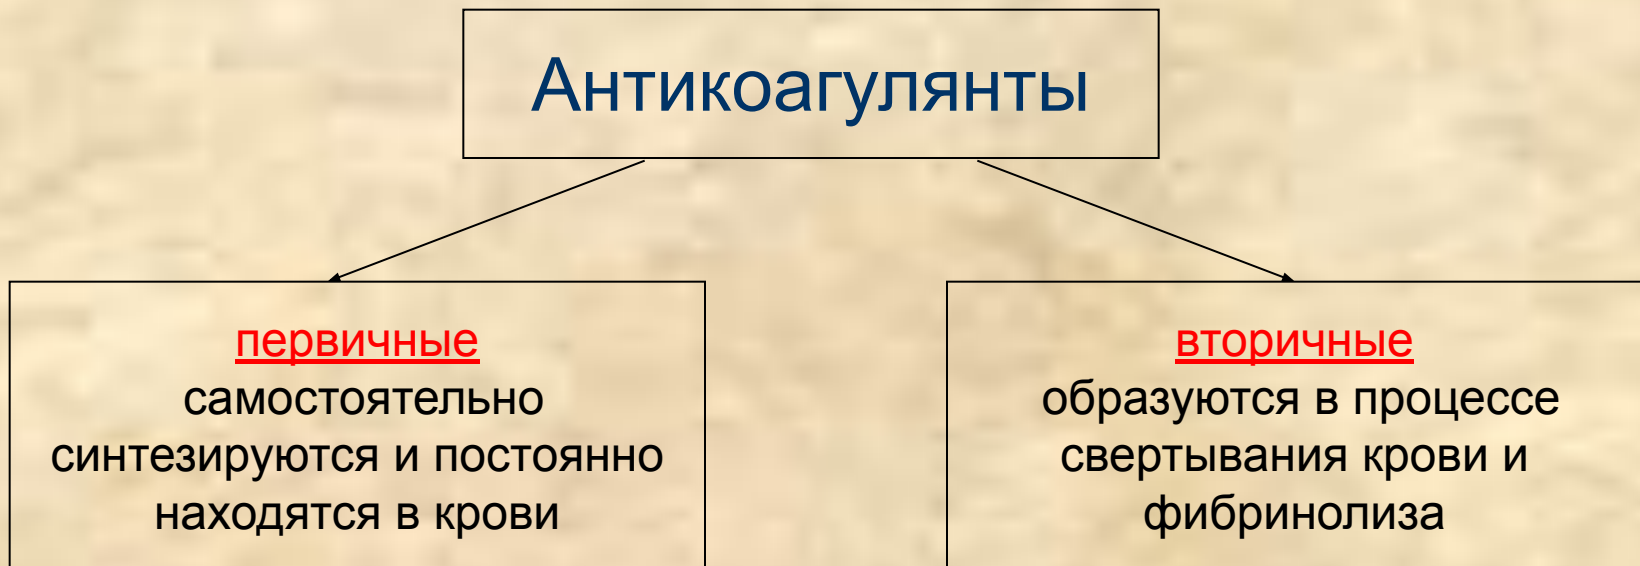 Антикоагулянты
первичные
самостоятельно
синтезируются и постоянно
находятся в крови
вторичные
образуются в процессе
свертывания крови и
фибринолиза